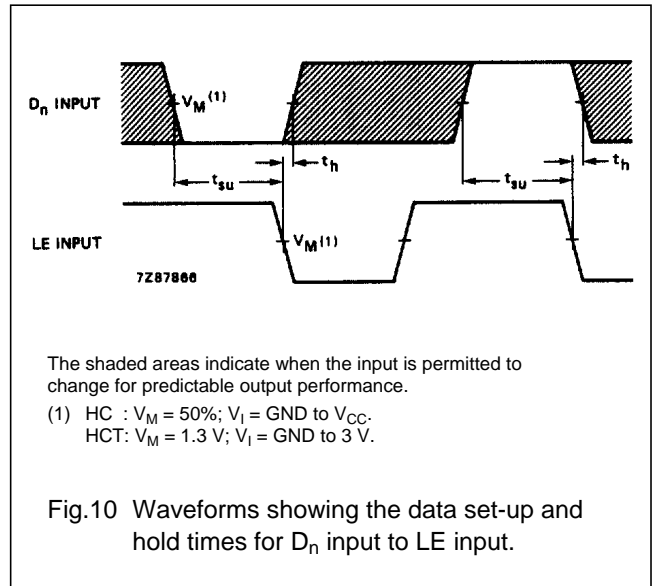 Dn INPUT
VM(1)
tsu
th
tsu
th
LE INPUT
VM(1)
7Z87866
The shaded areas indicate when the input is permitted to
change for predictable output performance.
(1) HC : VM = 50%; VI = GND to VCC.
HCT: VM = 1.3 V; VI = GND to 3 V.
Fig.10 Waveforms showing the data set-up and
hold times for Dn input to LE input.